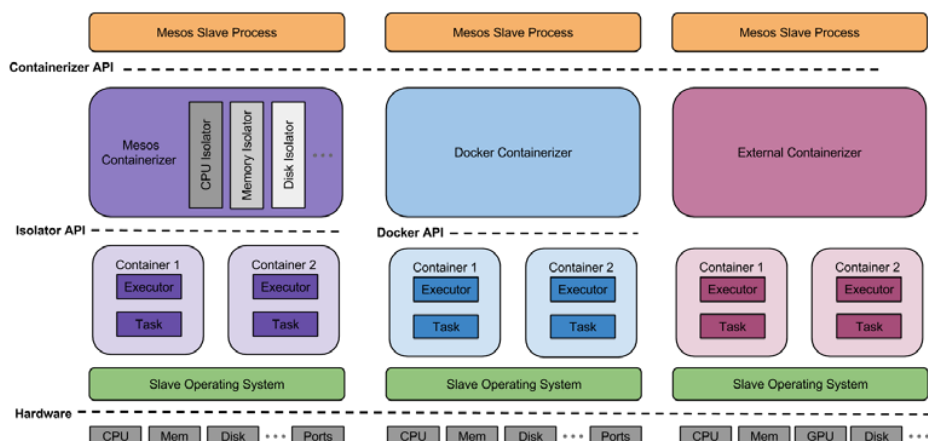 Mesos Slave Process
Mesos Slave Process
Mesos Slave Process
Containerizer API
Mesos
Containerizer
CPU Isolator
Memory Isolator
Disk Isolator
Docker Containerizer
External Containerizer
Isolator API
Docker API
Container 1
Executor
Task
Container 2
Executor
Task
Container 1
Executor
Task
Container 2
Executor
Task
Container 1
Executor
Task
Container 2
Executor
Task
Slave Operating System
Slave Operating System
Slave Operating System
Hardware
CPU Mem Disk ••• Ports
CPU Mem Disk ••• Ports
CPU Mem GPU Disk •••